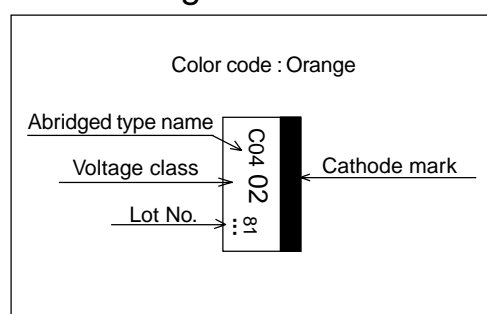 Color code : Orange
Abridged type name
Voltage class
Lot No.
C04 02
81
Cathode mark